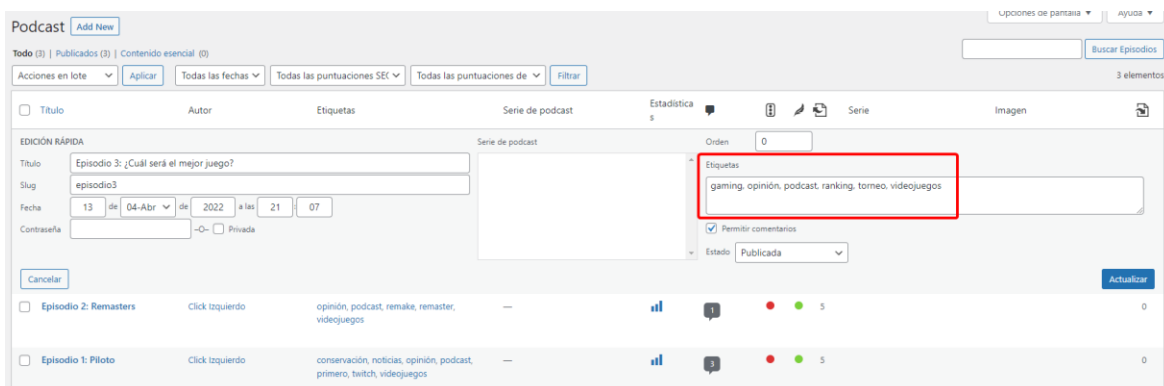 Opciones de pantalla ▼ Ayuda ▼
Podcast Add New
Todo (3) | Publicados (3) | Contenido esencial (0)
Buscar Episodios
Acciones en lote Aplicar Todas las fechas Todas las puntuaciones SE( Todas las puntuaciones de Filtrar 3 elementos
Título Autor Etiquetas Serie de podcast Estadística
s Serie Imagen
EDICIÓN RÁPIDA Serie de podcast Orden 0
Título Episodio 3: ¿Cuál será el mejor juego? Etiquetas
Slug episodio3 gaming, opinión, podcast, ranking, torneo, videojuegos
Fecha 13 de 04-Abr de 2022 a las 21 : 07
Contraseña –O– Privada Permitir comentarios
Estado Publicada
Cancelar Actualizar
Episodio 2: Remasters Click Izquierdo opinión, podcast, remake, remaster, — 1 5 0
videojuegos
Episodio 1: Piloto Click Izquierdo conservación, noticias, opinión, podcast, — 3 5 0
primero, twitch, videojuegos